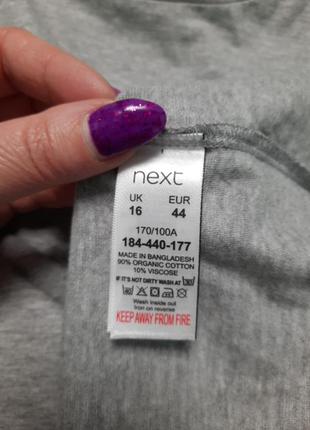 next
UK EUR
16 44
170/100A
184-440-177
MADE IN BANGLADESH
90% ORGANIC COTTON
10% VISCOSE
IF IT'S NOT DIRTY WASH AT 30
Wash inside out
Iron on reverse
KEEP AWAY FROM FIRE